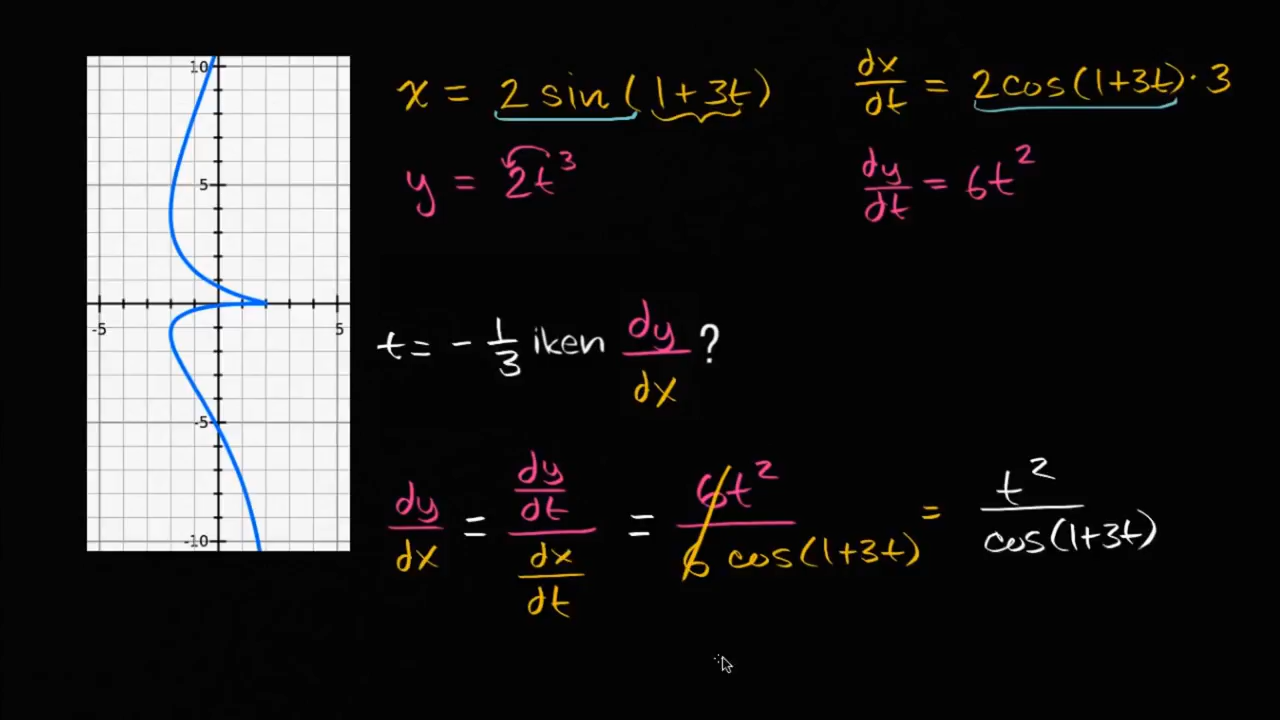 x = 2 sin(1+3t)
dx/dt = 2cos(1+3t)·3
y = 2t³
dy/dt = 6t²
t = -1/3 iken dy/dx ?
dy/dx = (dy/dt)/(dx/dt) = 6t²/6 cos(1+3t) = t²/cos(1+3t)
10
5
-5
5
-5
-10